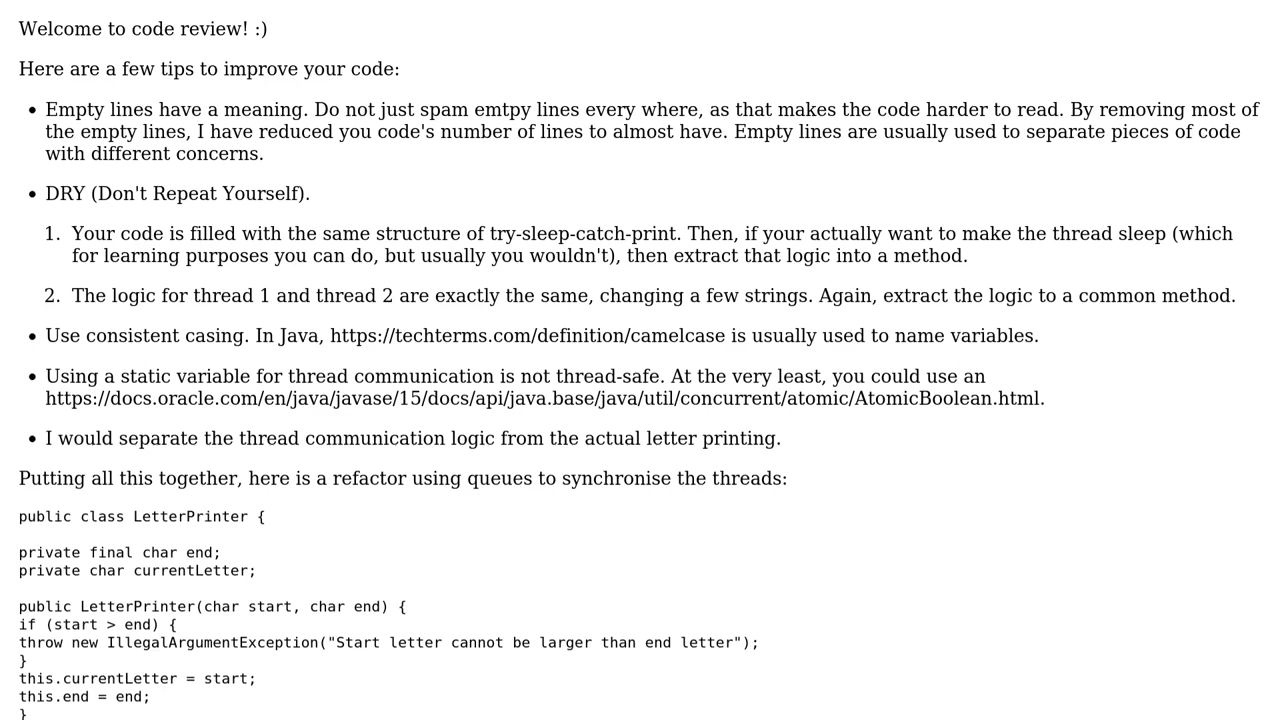 Welcome to code review! :)
Here are a few tips to improve your code:
• Empty lines have a meaning. Do not just spam emtpy lines every where, as that makes the code harder to read. By removing most of
the empty lines, I have reduced you code's number of lines to almost have. Empty lines are usually used to separate pieces of code
with different concerns.
• DRY (Don't Repeat Yourself).
1. Your code is filled with the same structure of try-sleep-catch-print. Then, if your actually want to make the thread sleep (which
for learning purposes you can do, but usually you wouldn't), then extract that logic into a method.
2. The logic for thread 1 and thread 2 are exactly the same, changing a few strings. Again, extract the logic to a common method.
• Use consistent casing. In Java, https://techterms.com/definition/camelcase is usually used to name variables.
• Using a static variable for thread communication is not thread-safe. At the very least, you could use an
https://docs.oracle.com/en/java/javase/15/docs/api/java.base/java/util/concurrent/atomic/AtomicBoolean.html.
• I would separate the thread communication logic from the actual letter printing.
Putting all this together, here is a refactor using queues to synchronise the threads:
public class LetterPrinter {
private final char end;
private char currentLetter;
public LetterPrinter(char start, char end) {
if (start > end) {
throw new IllegalArgumentException("Start letter cannot be larger than end letter");
}
this.currentLetter = start;
this.end = end;
}